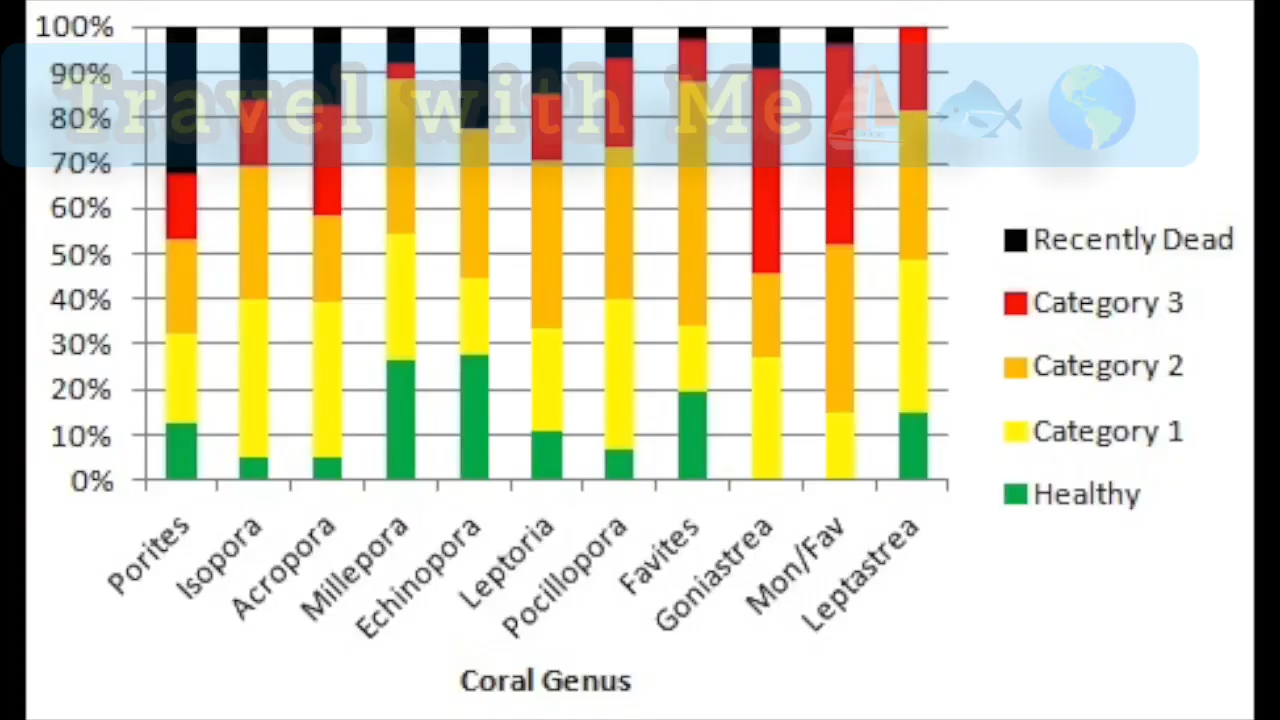 100%
90%
Travel with Me
80%
70%
60%
50%
40%
30%
20%
10%
0%
Recently Dead
Category 3
Category 2
Category 1
Healthy
Porites
Isopora
Acropora
Millepora
Echinopora
Leptoria
Pocillopora
Favites
Goniastrea
Mon/Fav
Leptastrea
Coral Genus